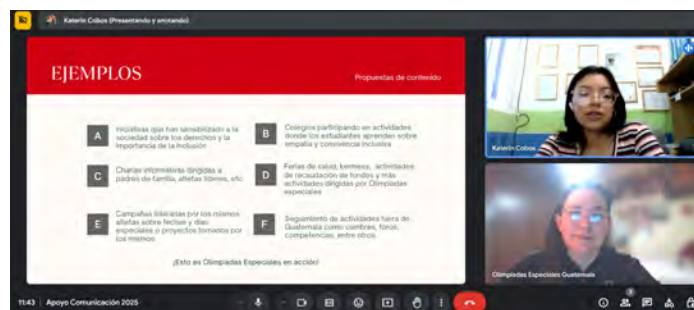 Katerin Cobos (Presentando y anotando)
EJEMPLOS
Propuestas de contenido
A
Iniciativas que han sensibilizado a la
sociedad sobre los derechos y la
importancia de la inclusión
B
Colegios participando en actividades
donde los estudiantes aprenden sobre
empatía y convivencia inclusiva
C
Charlas informativas dirigidas a
padres de familia, atletas líderes, etc
D
Ferias de salud, kermess, actividades
de recaudación de fondos y más
actividades dirigidas por Olimpiadas
especiales
E
Campañas lideradas por los mismos
atletas sobre fechas y días
especiales o proyectos tomados por
los mismos
F
Seguimiento de actividades fuera de
Guatemala como cumbres, foros,
competencias, entre otros.
¡Esto es Olimpiadas Especiales en acción!
Katerin Cobos
Olimpiadas Especiales Guatemala
11:43 | Apoyo Comunicación 2025
3